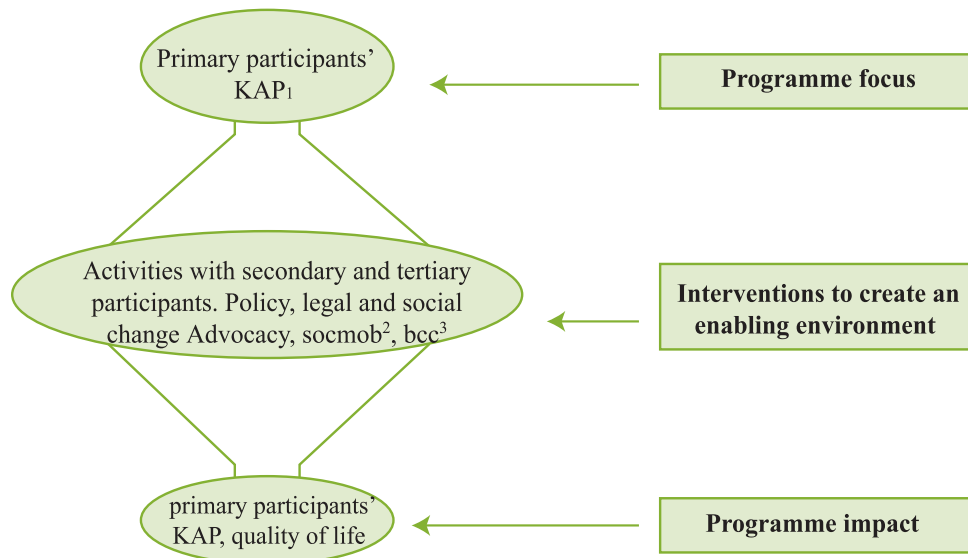 Primary participants’
KAP₁
Programme focus
Activities with secondary and tertiary
participants. Policy, legal and social
change Advocacy, socmob², bcc³
Interventions to create an
enabling environment
primary participants’
KAP, quality of life
Programme impact